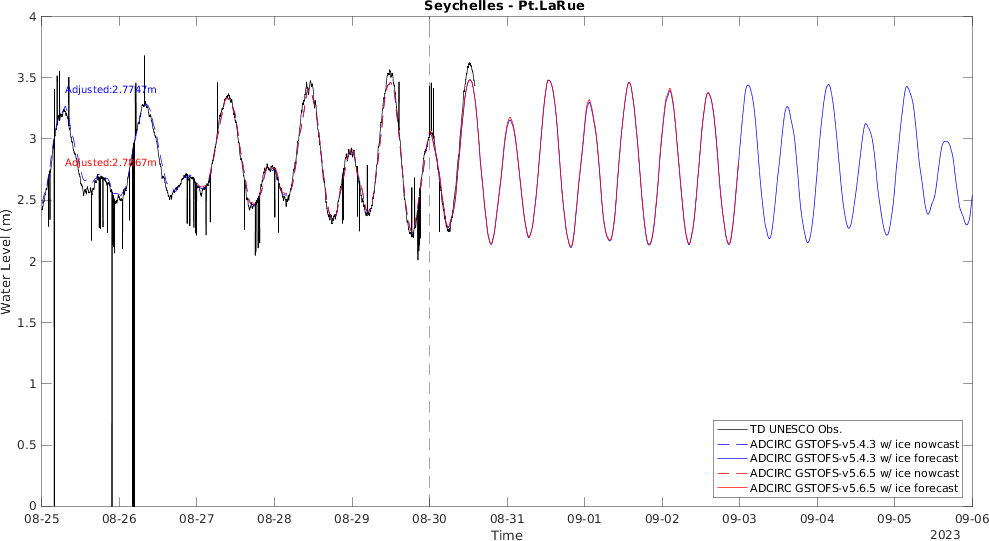 Seychelles - Pt.LaRue
4
3.5
3
2.5
2
1.5
1
0.5
0
Water Level (m)
Adjusted:2.7747m
Adjusted:2.7867m
TD UNESCO Obs.
ADCIRC GSTOFS-v5.4.3 w/ ice nowcast
ADCIRC GSTOFS-v5.4.3 w/ ice forecast
ADCIRC GSTOFS-v5.6.5 w/ ice nowcast
ADCIRC GSTOFS-v5.6.5 w/ ice forecast
08-25 08-26 08-27 08-28 08-29 08-30 08-31 09-01 09-02 09-03 09-04 09-05 09-06
Time
2023